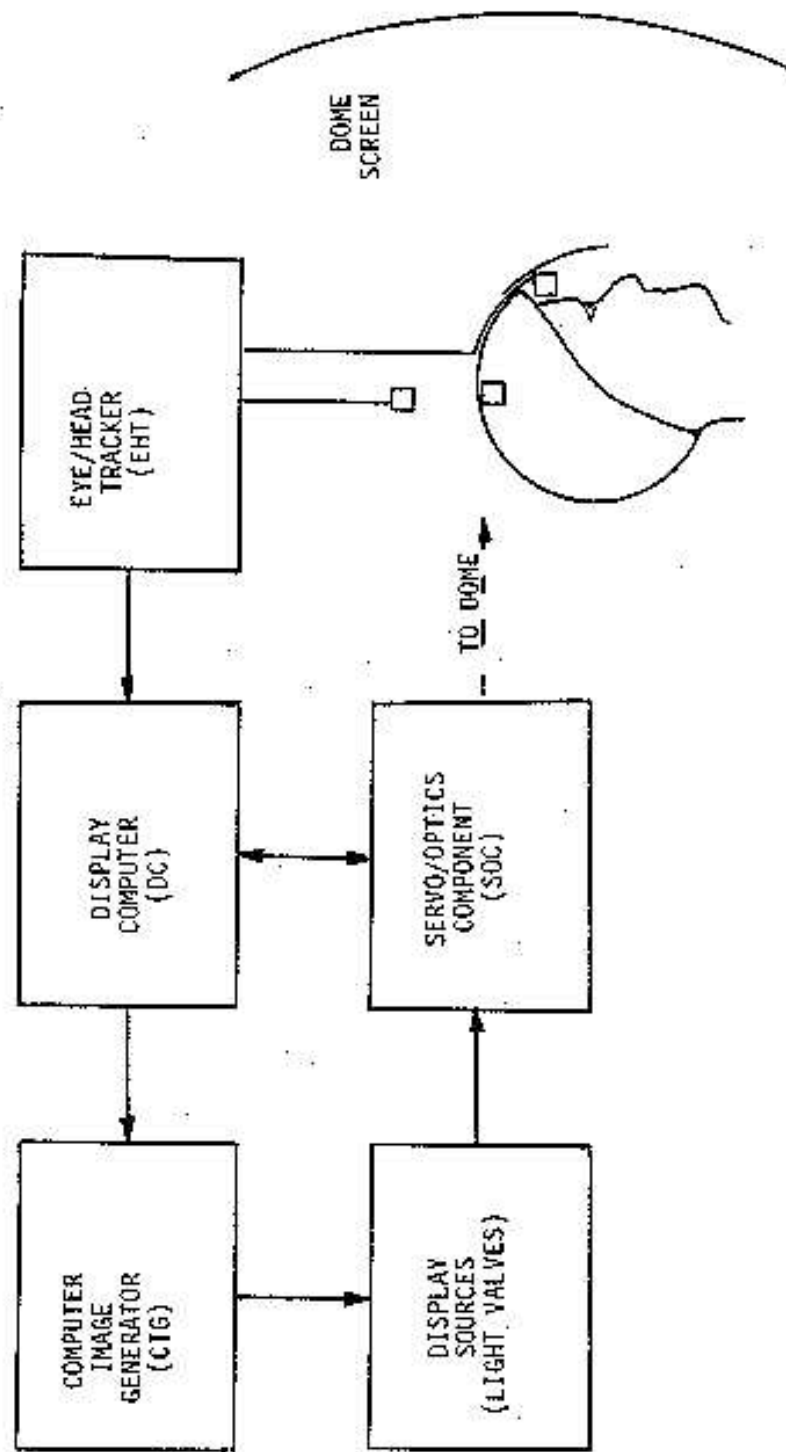 EYE/HEAD
TRACKER
(EHT)
DOME
SCREEN
DISPLAY
COMPUTER
(DC)
TO DOME
SERVO/OPTICS
COMPONENT
(SOC)
COMPUTER
IMAGE
GENERATOR
(CIG)
DISPLAY
SOURCES
(LIGHT VALVES)